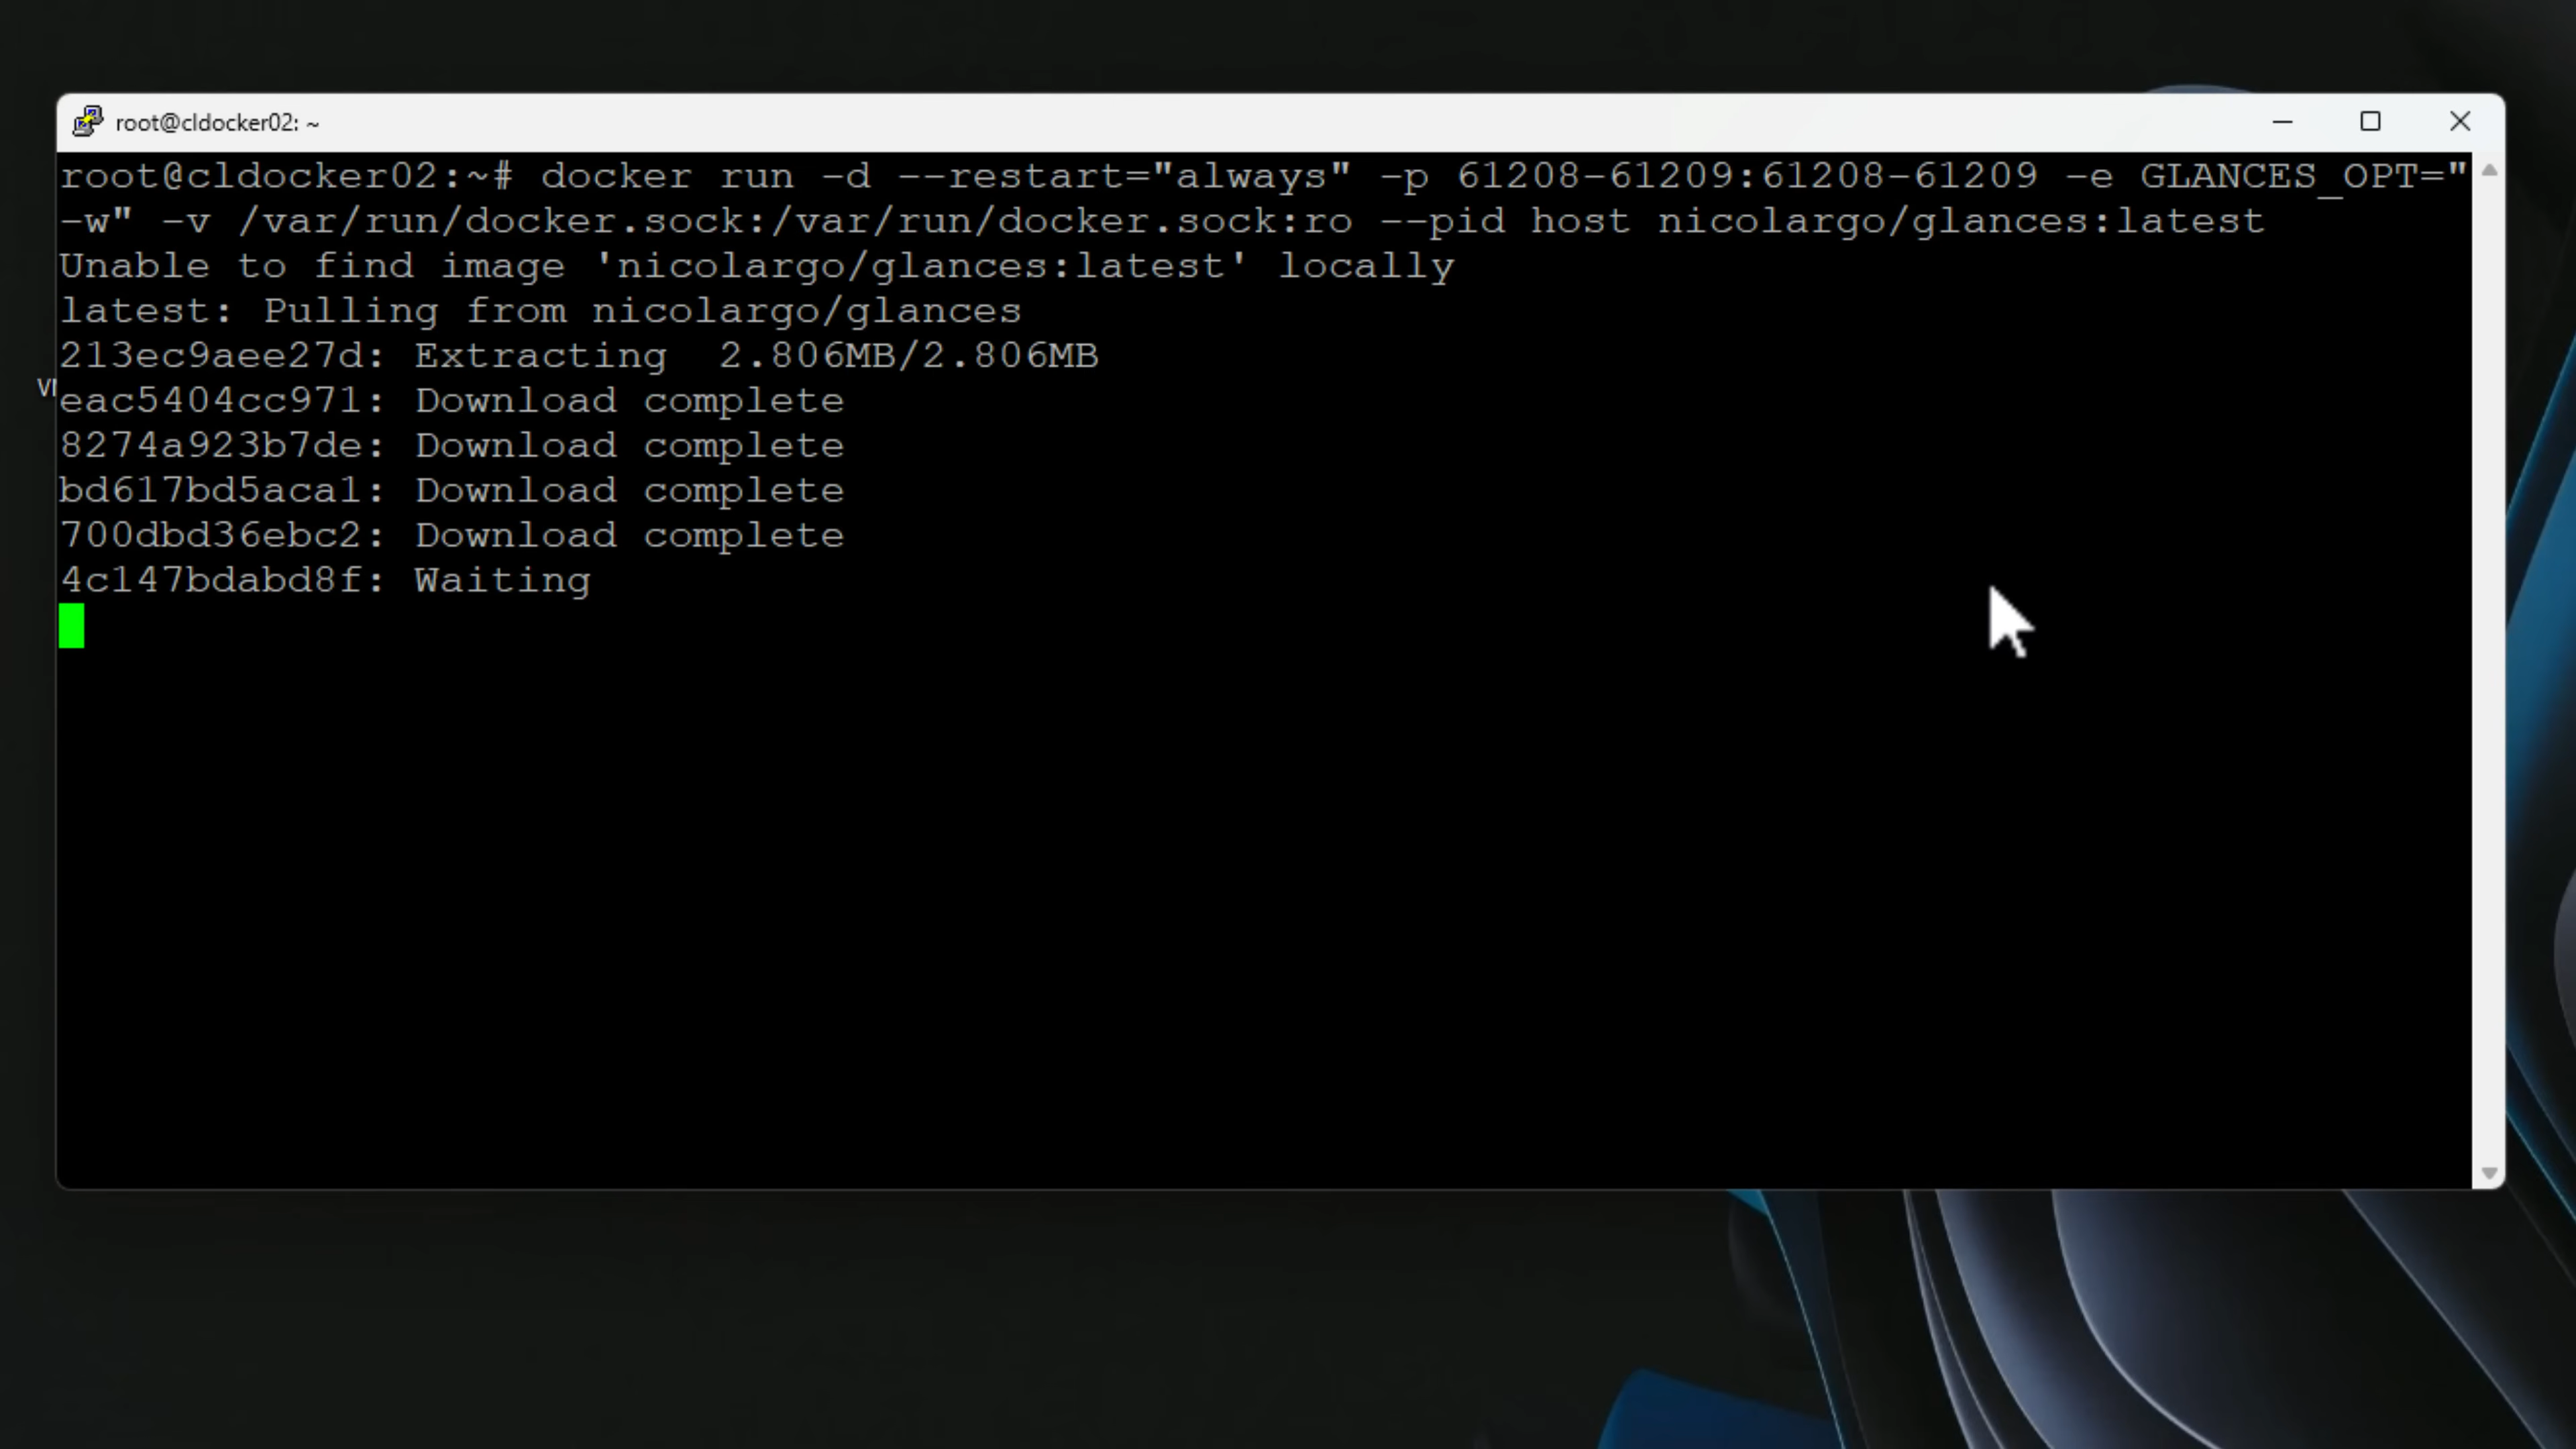 root@cldocker02: ~
root@cldocker02:~# docker run -d --restart="always" -p 61208-61209:61208-61209 -e GLANCES_OPT="
-w" -v /var/run/docker.sock:/var/run/docker.sock:ro --pid host nicolargo/glances:latest
Unable to find image 'nicolargo/glances:latest' locally
latest: Pulling from nicolargo/glances
213ec9aee27d: Extracting  2.806MB/2.806MB
eac5404cc971: Download complete
8274a923b7de: Download complete
bd617bd5aca1: Download complete
700dbd36ebc2: Download complete
4c147bdabd8f: Waiting